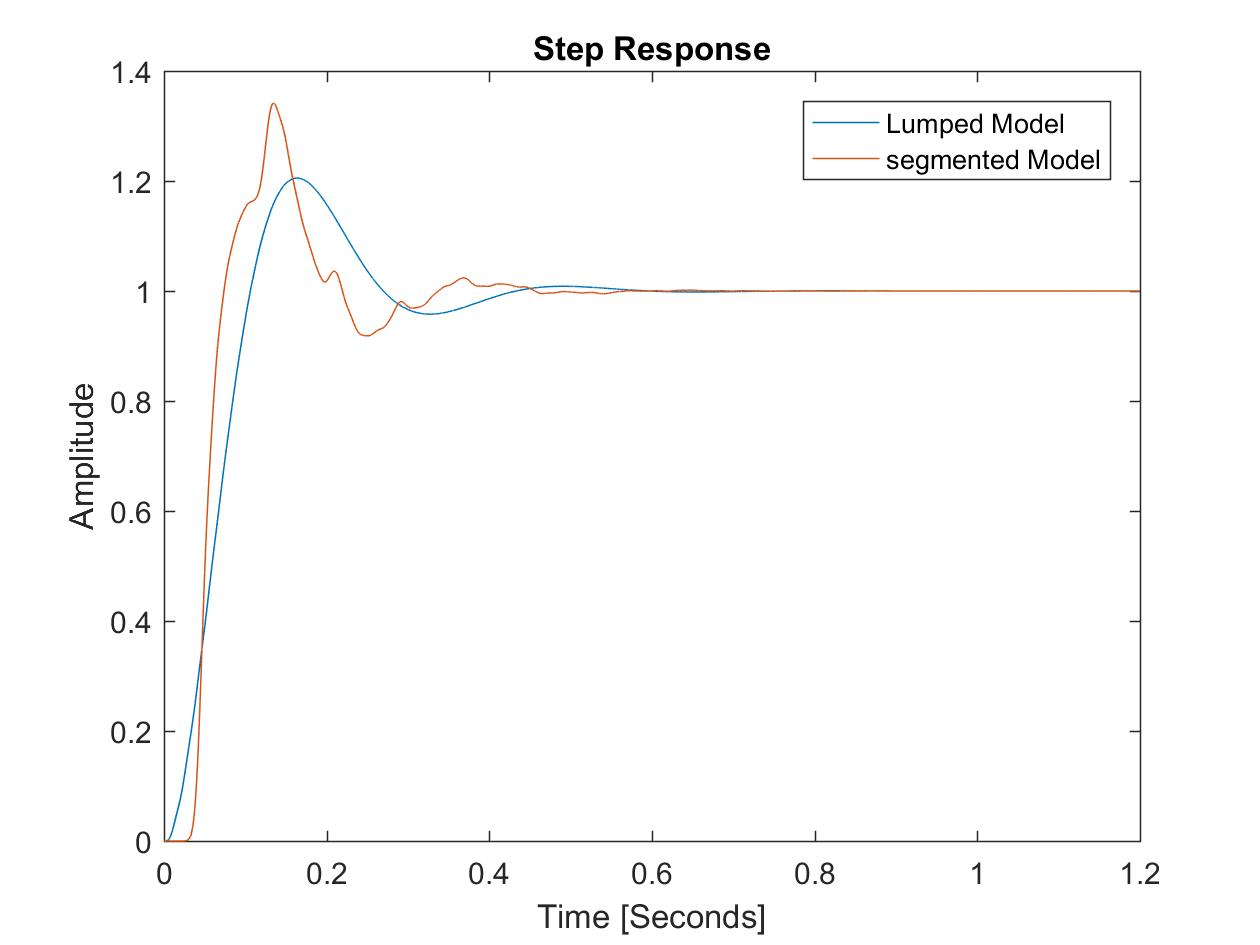 Step Response
1.4
1.2
1
0.8
0.6
0.4
0.2
0
Amplitude
Lumped Model
segmented Model
0 0.2 0.4 0.6 0.8 1 1.2
Time [Seconds]